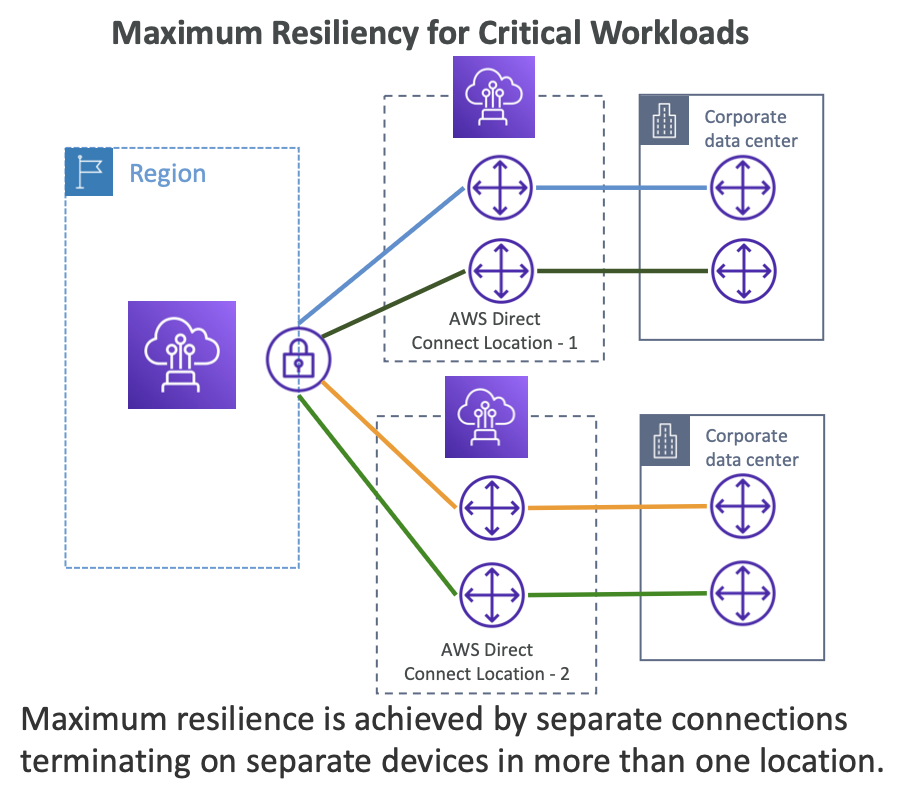 Maximum Resiliency for Critical Workloads
Region
Corporate
data center
AWS Direct
Connect Location - 1
Corporate
data center
AWS Direct
Connect Location - 2
Maximum resilience is achieved by separate connections
terminating on separate devices in more than one location.